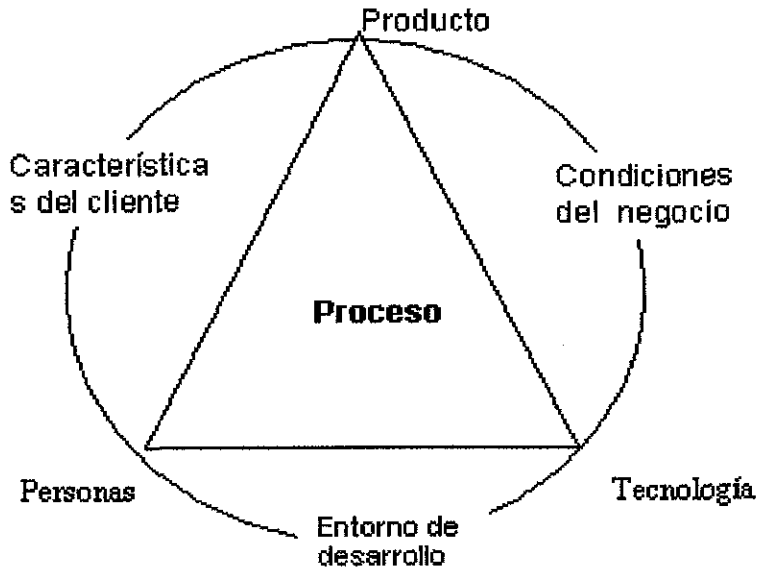 Producto
Característica
s del cliente
Condiciones
del negocio
Proceso
Personas
Tecnología
Entorno de
desarrollo